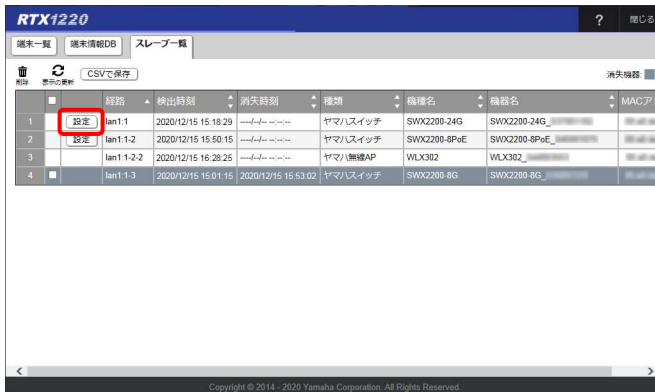 RTX1220 ? 閉じる
端末一覧 端末情報DB スレーブ一覧
削除 表示の更新 CSVで保存 消失機器:
経路 検出時刻 消失時刻 種類 機種名 機器名 MACア
1 設定 lan1:1 2020/12/15 15:18:29 ----/--/-- --:--:-- ヤマハスイッチ SWX2200-24G SWX2200-24G_
2 設定 lan1:1-2 2020/12/15 15:50:15 ----/--/-- --:--:-- ヤマハスイッチ SWX2200-8PoE SWX2200-8PoE_
3 lan1:1-2-2 2020/12/15 16:28:25 ----/--/-- --:--:-- ヤマハ無線AP WLX302 WLX302_
4 lan1:1-3 2020/12/15 15:01:15 2020/12/15 15:53:02 ヤマハスイッチ SWX2200-8G SWX2200-8G_
Copyright © 2014 - 2020 Yamaha Corporation. All Rights Reserved.